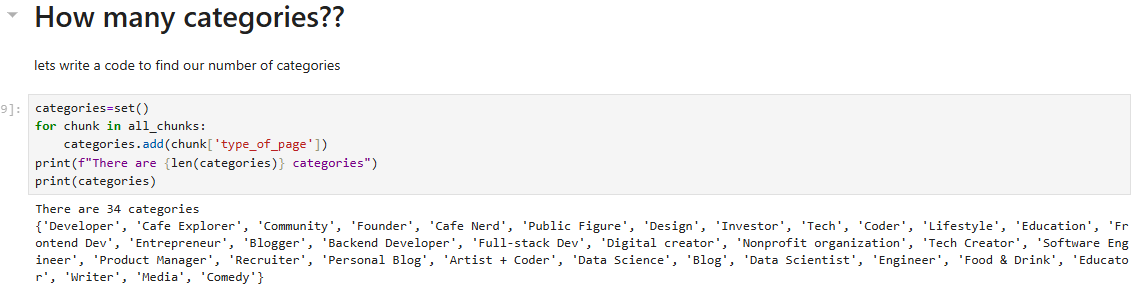 How many categories??
lets write a code to find our number of categories
9]:
categories=set()
for chunk in all_chunks:
    categories.add(chunk['type_of_page'])
print(f"There are {len(categories)} categories")
print(categories)
There are 34 categories
{'Developer', 'Cafe Explorer', 'Community', 'Founder', 'Cafe Nerd', 'Public Figure', 'Design', 'Investor', 'Tech', 'Coder', 'Lifestyle', 'Education', 'Fr
ontend Dev', 'Entrepreneur', 'Blogger', 'Backend Developer', 'Full-stack Dev', 'Digital creator', 'Nonprofit organization', 'Tech Creator', 'Software Eng
ineer', 'Product Manager', 'Recruiter', 'Personal Blog', 'Artist + Coder', 'Data Science', 'Blog', 'Data Scientist', 'Engineer', 'Food & Drink', 'Educato
r', 'Writer', 'Media', 'Comedy'}